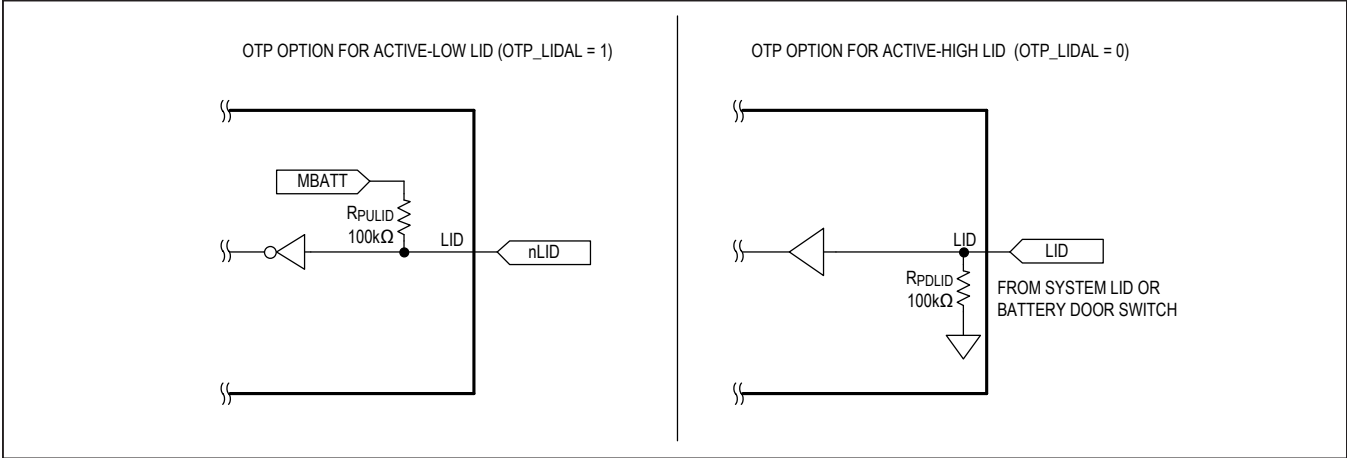 OTP OPTION FOR ACTIVE-LOW LID (OTP_LIDAL = 1)
MBATT
RPULID
100kΩ
LID
nLID
OTP OPTION FOR ACTIVE-HIGH LID (OTP_LIDAL = 0)
LID
LID
RPDLID
100kΩ
FROM SYSTEM LID OR
BATTERY DOOR SWITCH